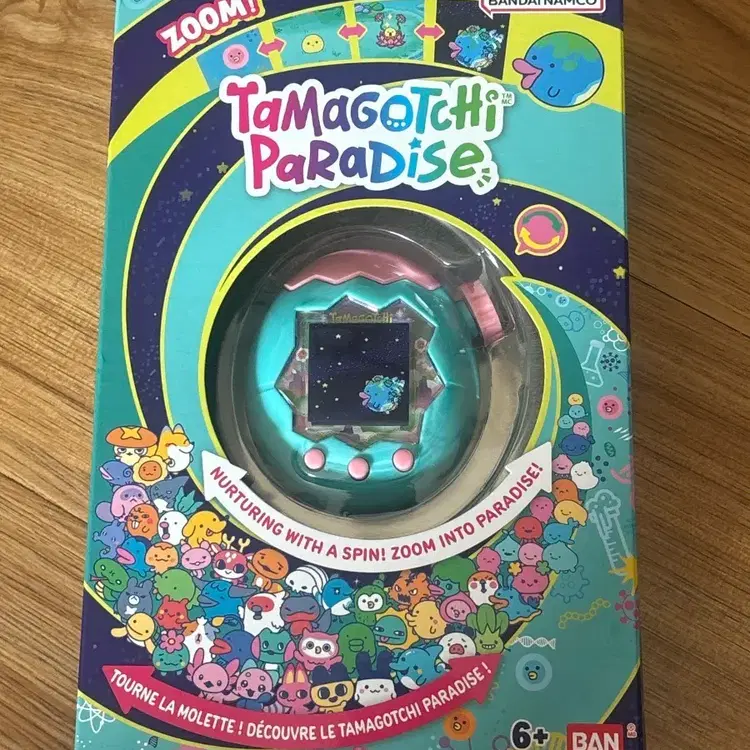 BANDAI NAMCO
ZOOM!
TAMAGOTCHI
TM
MC
PARADISE
TAMAGOTCHI
NURTURING WITH A SPIN! ZOOM INTO PARADISE!
TOURNE LA MOLETTE ! DÉCOUVRE LE TAMAGOTCHI PARADISE !
6+
BAN